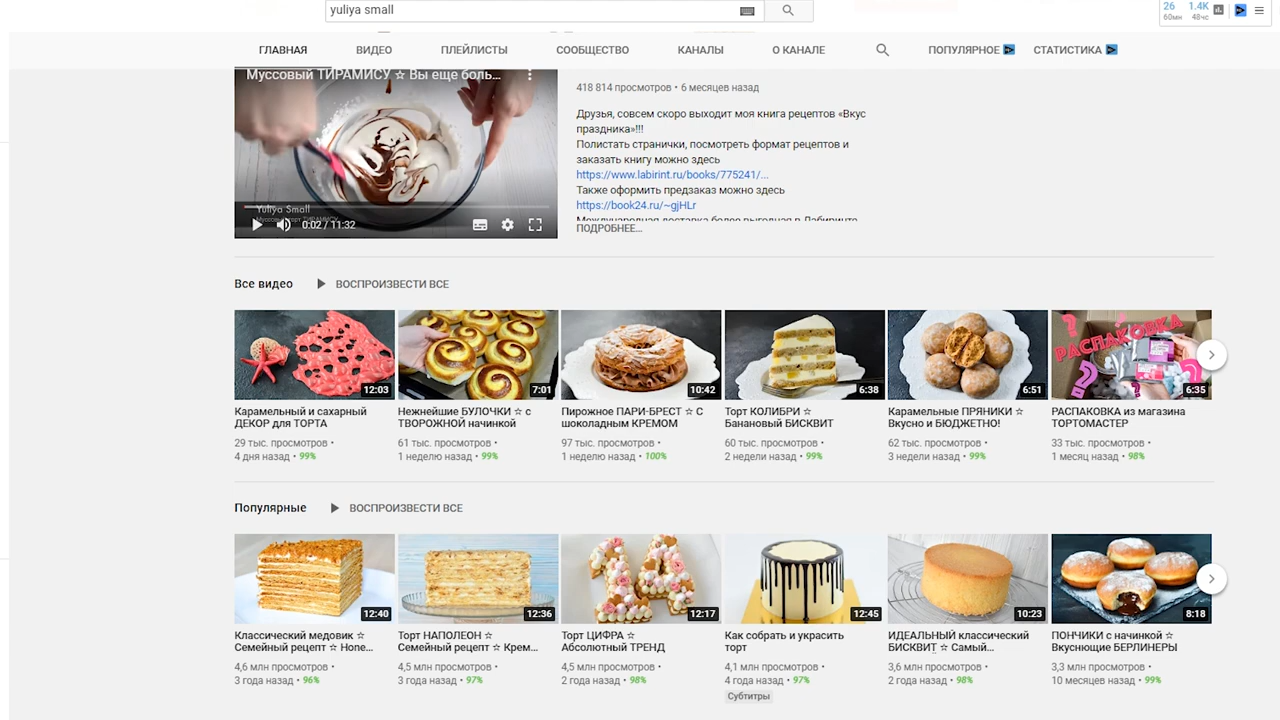 yuliya small
26 1.4K
60мн 48чс
ГЛАВНАЯ ВИДЕО ПЛЕЙЛИСТЫ СООБЩЕСТВО КАНАЛЫ О КАНАЛЕ ПОПУЛЯРНОЕ СТАТИСТИКА
Муссовый ТИРАМИСУ ☆ Вы еще боль...
Yuliya Small
0:02 / 11:32
418 814 просмотров • 6 месяцев назад
Друзья, совсем скоро выходит моя книга рецептов «Вкус
праздника»!!!
Полистать странички, посмотреть формат рецептов и
заказать книгу можно здесь
https://www.labirint.ru/books/775241/...
Также оформить предзаказ можно здесь
https://book24.ru/~gjHLr
Международная доставка более выгодная в Лабиринте
ПОДРОБНЕЕ...
Все видео ВОСПРОИЗВЕСТИ ВСЕ
12:03 7:01 10:42 6:38 6:51 РАСПАКОВКА 6:35
Карамельный и сахарный
ДЕКОР для ТОРТА
29 тыс. просмотров •
4 дня назад • 99%
Нежнейшие БУЛОЧКИ ☆ с
ТВОРОЖНОЙ начинкой
61 тыс. просмотров •
1 неделю назад • 99%
Пирожное ПАРИ-БРЕСТ ☆ С
шоколадным КРЕМОМ
97 тыс. просмотров •
1 неделю назад • 100%
Торт КОЛИБРИ ☆
Банановый БИСКВИТ
60 тыс. просмотров •
2 недели назад • 99%
Карамельные ПРЯНИКИ ☆
Вкусно и БЮДЖЕТНО!
62 тыс. просмотров •
3 недели назад • 99%
РАСПАКОВКА из магазина
ТОРТОМАСТЕР
33 тыс. просмотров •
1 месяц назад • 98%
Популярные ВОСПРОИЗВЕСТИ ВСЕ
12:40 12:36 12:17 12:45 10:23 8:18
Классический медовик ☆
Семейный рецепт ☆ Hone...
4,6 млн просмотров •
3 года назад • 96%
Торт НАПОЛЕОН ☆
Семейный рецепт ☆ Крем...
4,5 млн просмотров •
3 года назад • 97%
Торт ЦИФРА ☆
Абсолютный ТРЕНД
4,5 млн просмотров •
2 года назад • 98%
Как собрать и украсить
торт
4,1 млн просмотров •
4 года назад • 97%
Субтитры
ИДЕАЛЬНЫЙ классический
БИСКВИТ ☆ Самый...
3,6 млн просмотров •
2 года назад • 98%
ПОНЧИКИ с начинкой ☆
Вкуснющие БЕРЛИНЕРЫ
3,3 млн просмотров •
10 месяцев назад • 99%